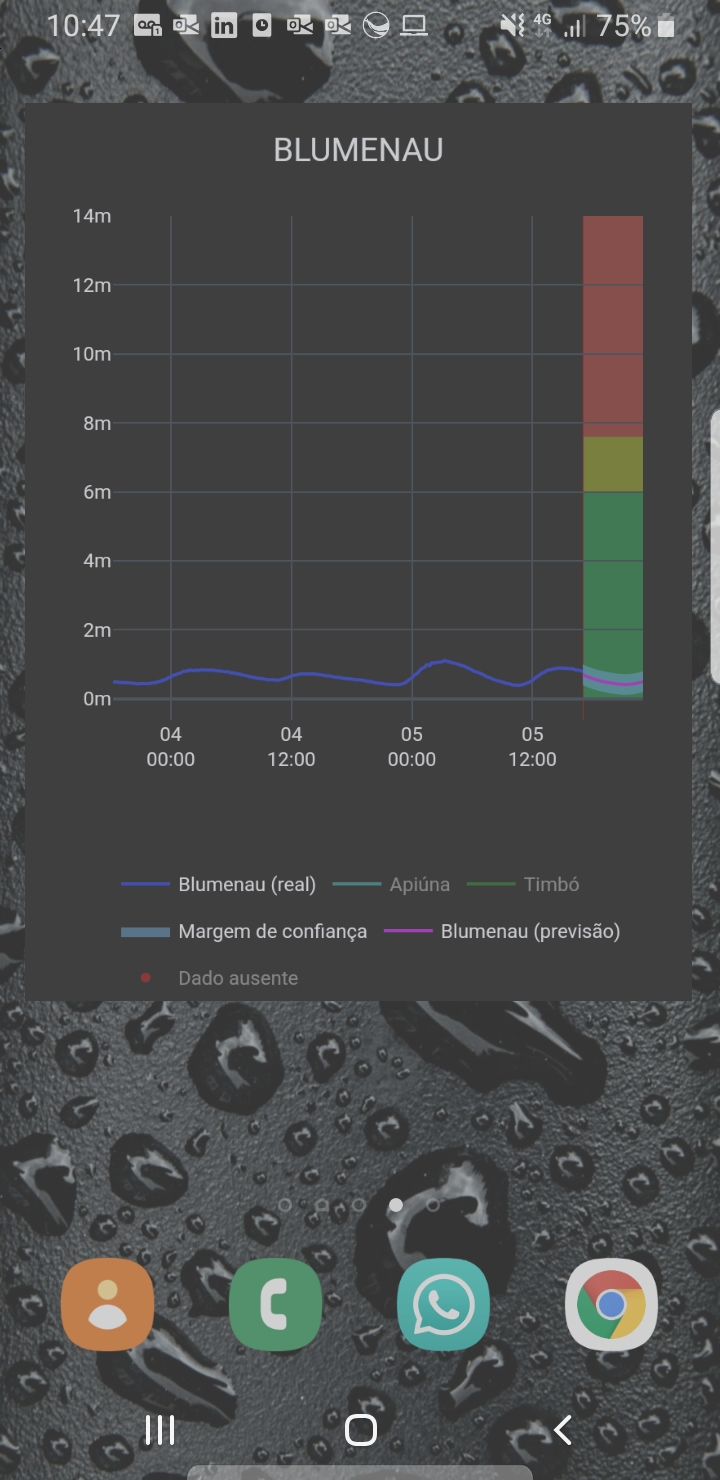 10:47 4G 75%
BLUMENAU
14m
12m
10m
8m
6m
4m
2m
0m
04 04 05 05
00:00 12:00 00:00 12:00
Blumenau (real) Apiúna Timbó
Margem de confiança Blumenau (previsão)
Dado ausente